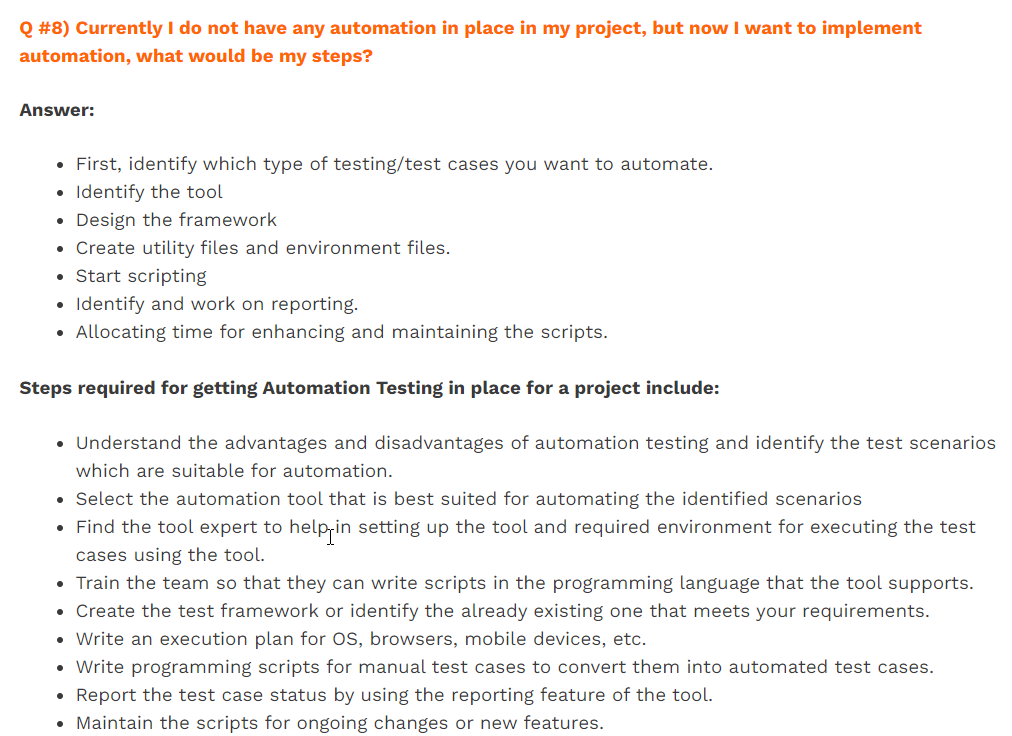 Q #8) Currently I do not have any automation in place in my project, but now I want to implement
automation, what would be my steps?
Answer:
• First, identify which type of testing/test cases you want to automate.
• Identify the tool
• Design the framework
• Create utility files and environment files.
• Start scripting
• Identify and work on reporting.
• Allocating time for enhancing and maintaining the scripts.
Steps required for getting Automation Testing in place for a project include:
• Understand the advantages and disadvantages of automation testing and identify the test scenarios
which are suitable for automation.
• Select the automation tool that is best suited for automating the identified scenarios
• Find the tool expert to help in setting up the tool and required environment for executing the test
cases using the tool.
• Train the team so that they can write scripts in the programming language that the tool supports.
• Create the test framework or identify the already existing one that meets your requirements.
• Write an execution plan for OS, browsers, mobile devices, etc.
• Write programming scripts for manual test cases to convert them into automated test cases.
• Report the test case status by using the reporting feature of the tool.
• Maintain the scripts for ongoing changes or new features.